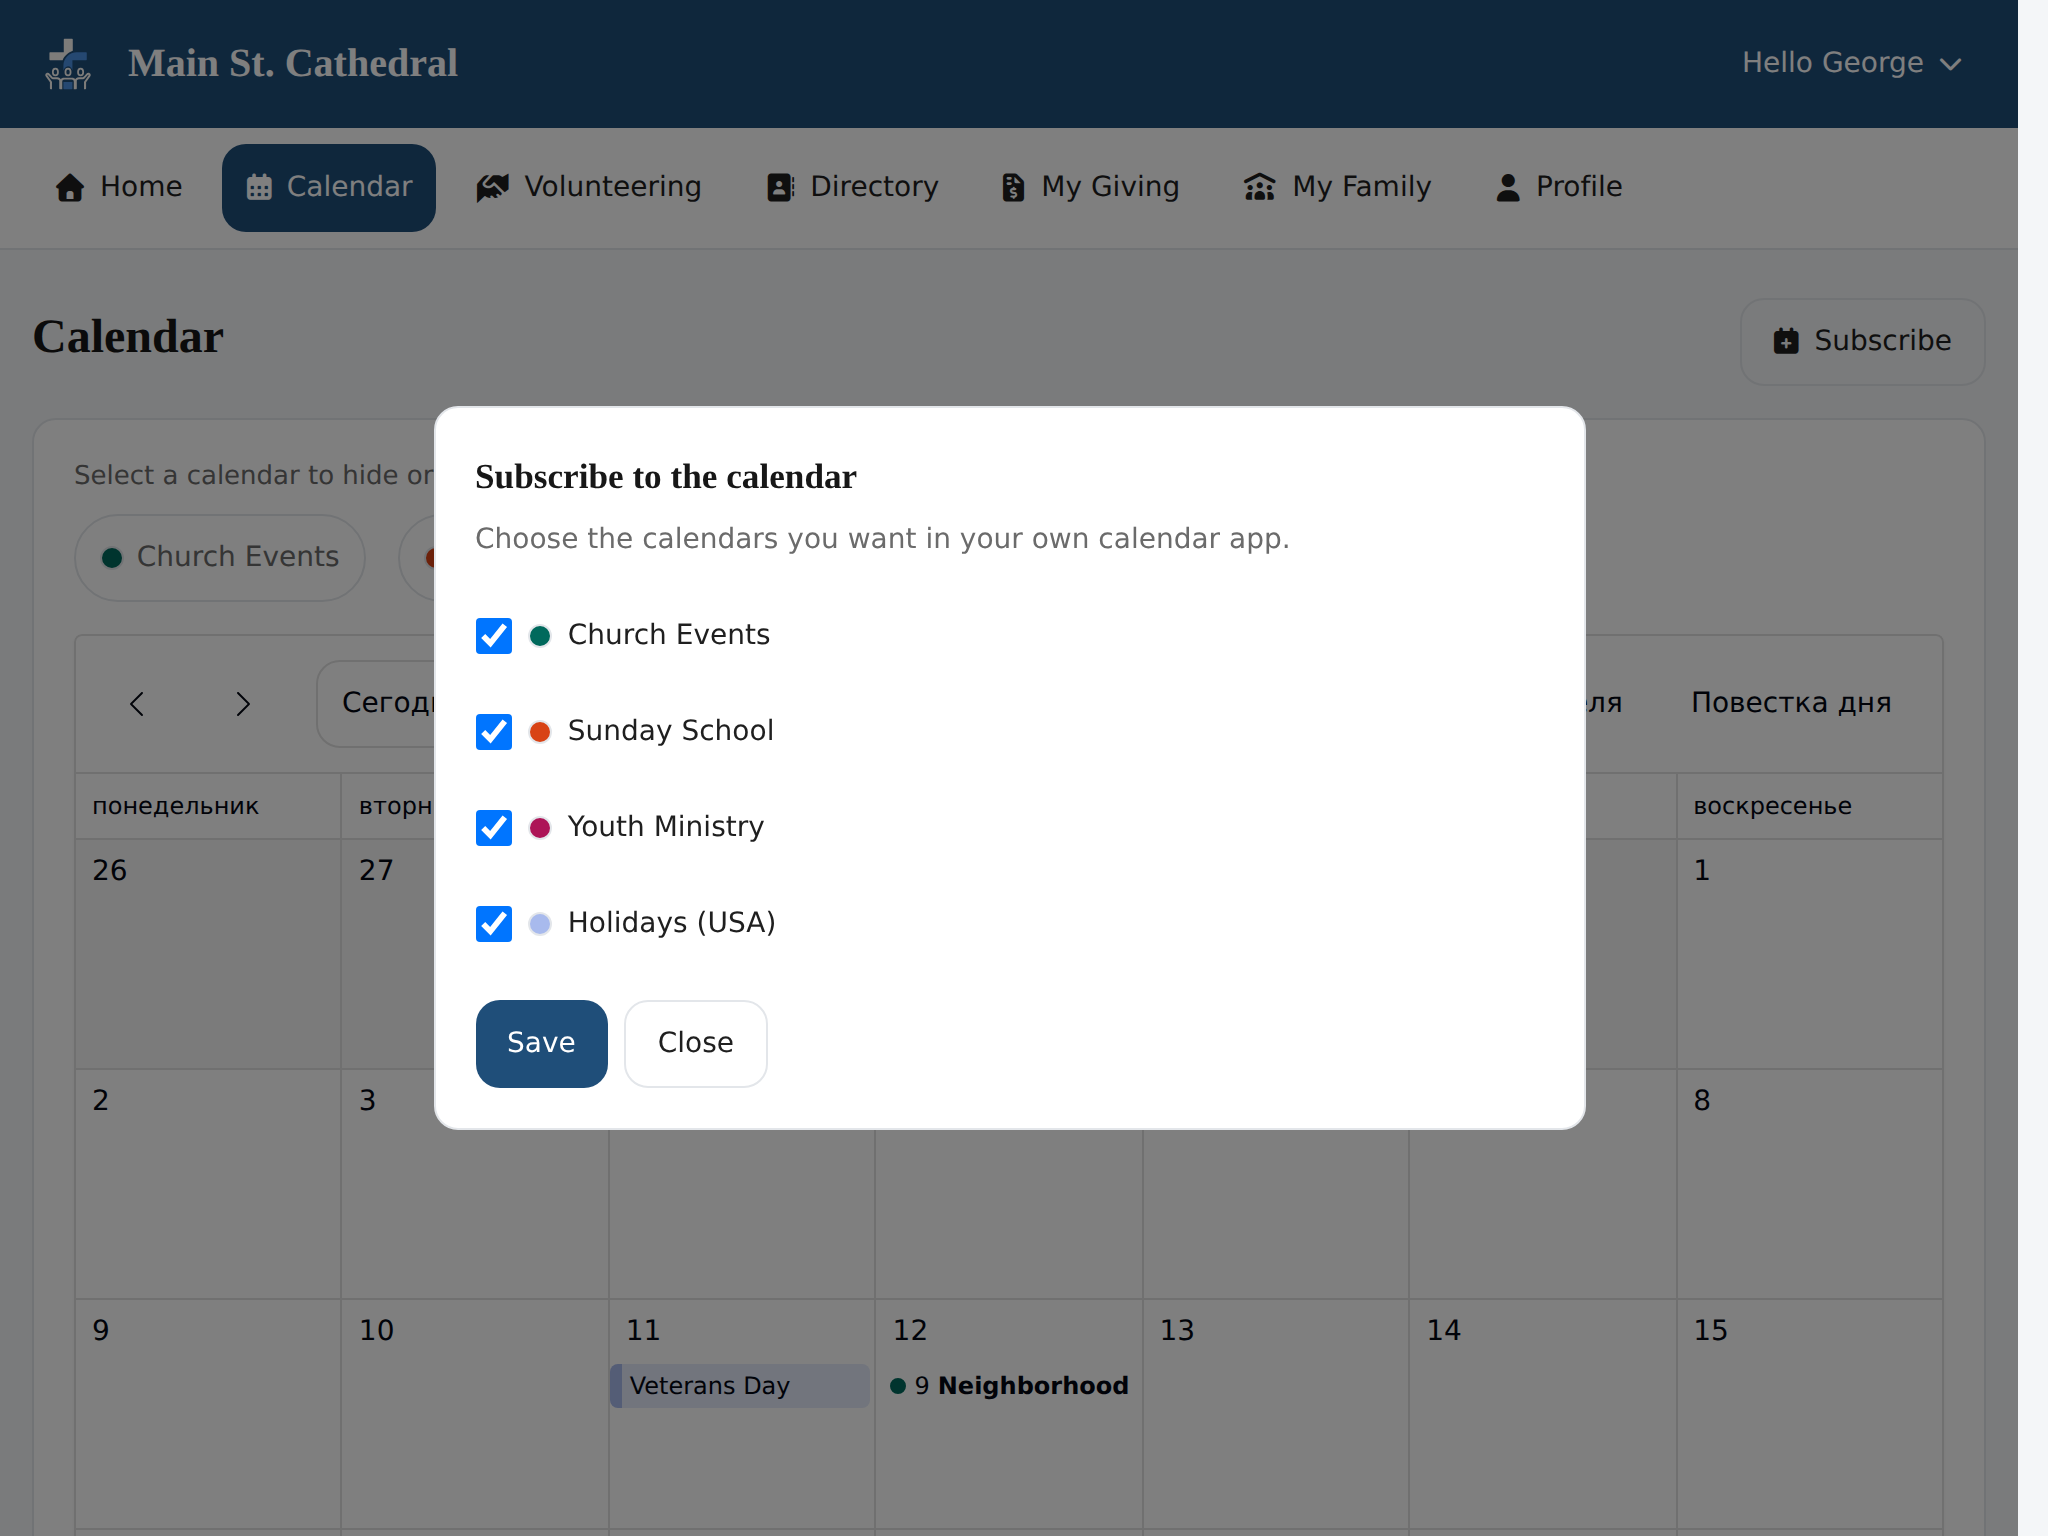 Main St. Cathedral
Hello George
Home
Calendar
Volunteering
Directory
My Giving
My Family
Profile
Calendar
Subscribe
Select a calendar to hide or
Church Events
Subscribe to the calendar
Choose the calendars you want in your own calendar app.
Church Events
Sunday School
Youth Ministry
Holidays (USA)
Save
Close
Повестка дня
понедельник
воскресенье
26
27
1
2
3
8
9
10
11
12
13
14
15
Veterans Day
9 Neighborhood